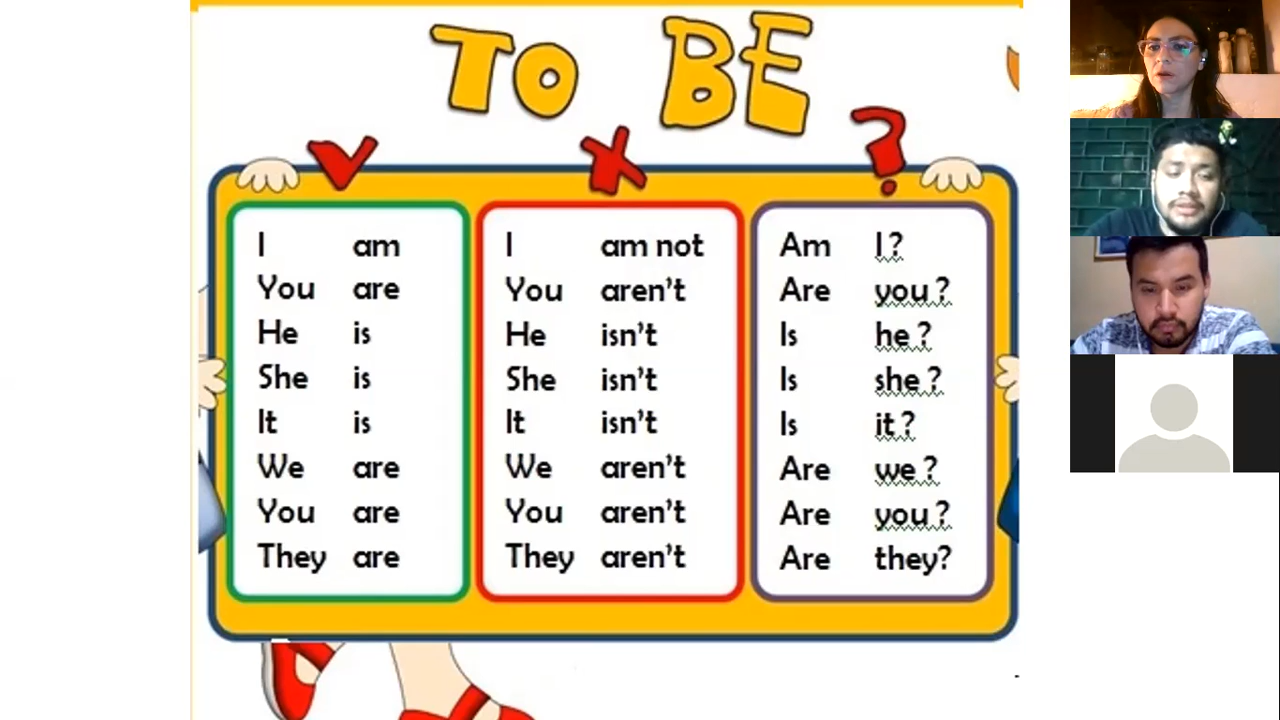 TO BE
I am
You are
He is
She is
It is
We are
You are
They are
I am not
You aren't
He isn't
She isn't
It isn't
We aren't
You aren't
They aren't
Am I?
Are you?
Is he?
Is she?
Is it?
Are we?
Are you?
Are they?